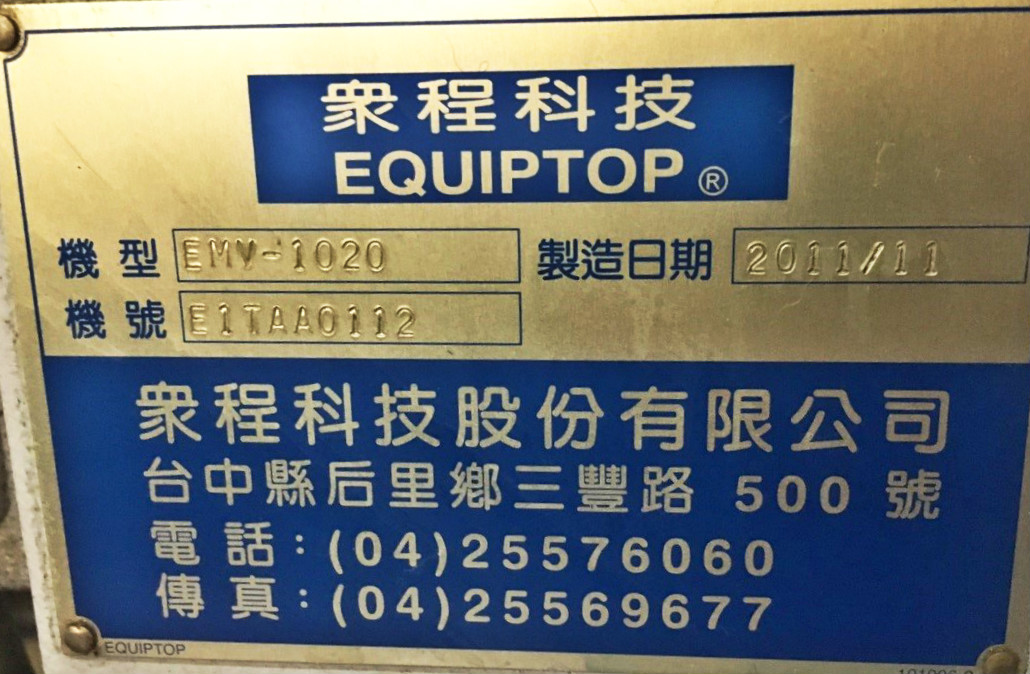 眾程科技
EQUIPTOP®
機型 EMV-1020 製造日期 2011/11
機號 E1TAA0112
眾程科技股份有限公司
台中縣后里鄉三豐路 500 號
電話：(04)25576060
傳真：(04)25569677
EQUIPTOP